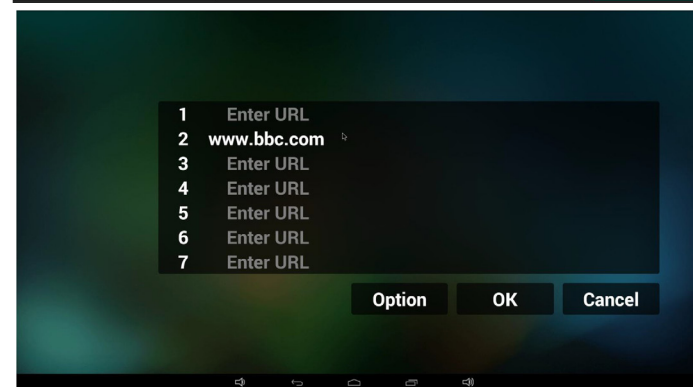 1 Enter URL
2 www.bbc.com
3 Enter URL
4 Enter URL
5 Enter URL
6 Enter URL
7 Enter URL
Option OK Cancel